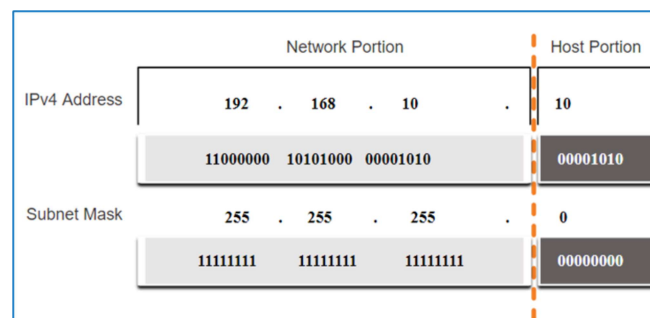 Network Portion Host Portion
IPv4 Address 192 . 168 . 10 . 10
11000000 10101000 00001010 00001010
Subnet Mask 255 . 255 . 255 . 0
11111111 11111111 11111111 00000000